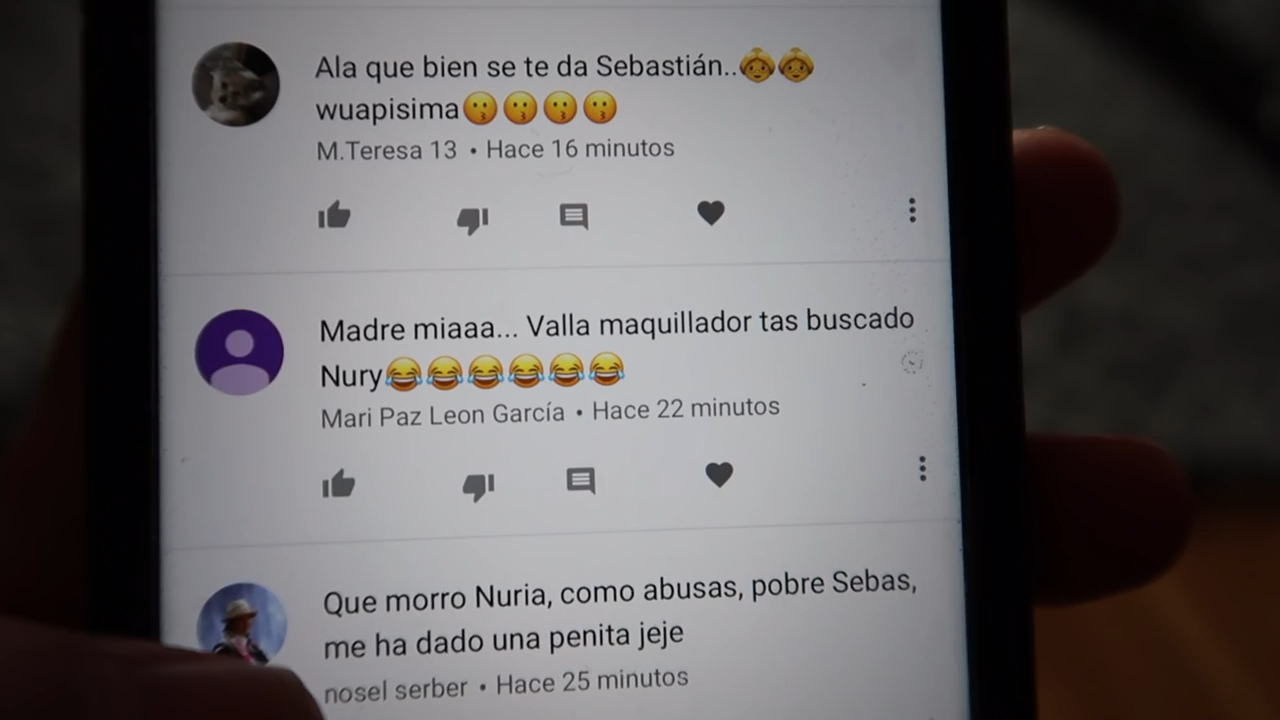 Ala que bien se te da Sebastián..👵👵
wuapisima😗😗😗😗
M.Teresa 13 • Hace 16 minutos
Madre miaaa... Valla maquillador tas buscado
Nury😂😂😂😂😂😂
Mari Paz Leon García • Hace 22 minutos
Que morro Nuria, como abusas, pobre Sebas,
me ha dado una penita jeje
nosel serber • Hace 25 minutos